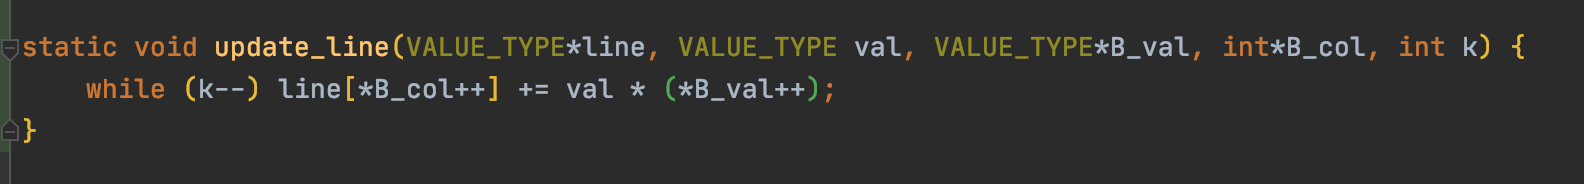 static void update_line(VALUE_TYPE*line, VALUE_TYPE val, VALUE_TYPE*B_val, int*B_col, int k) {
    while (k--) line[*B_col++] += val * (*B_val++);
}